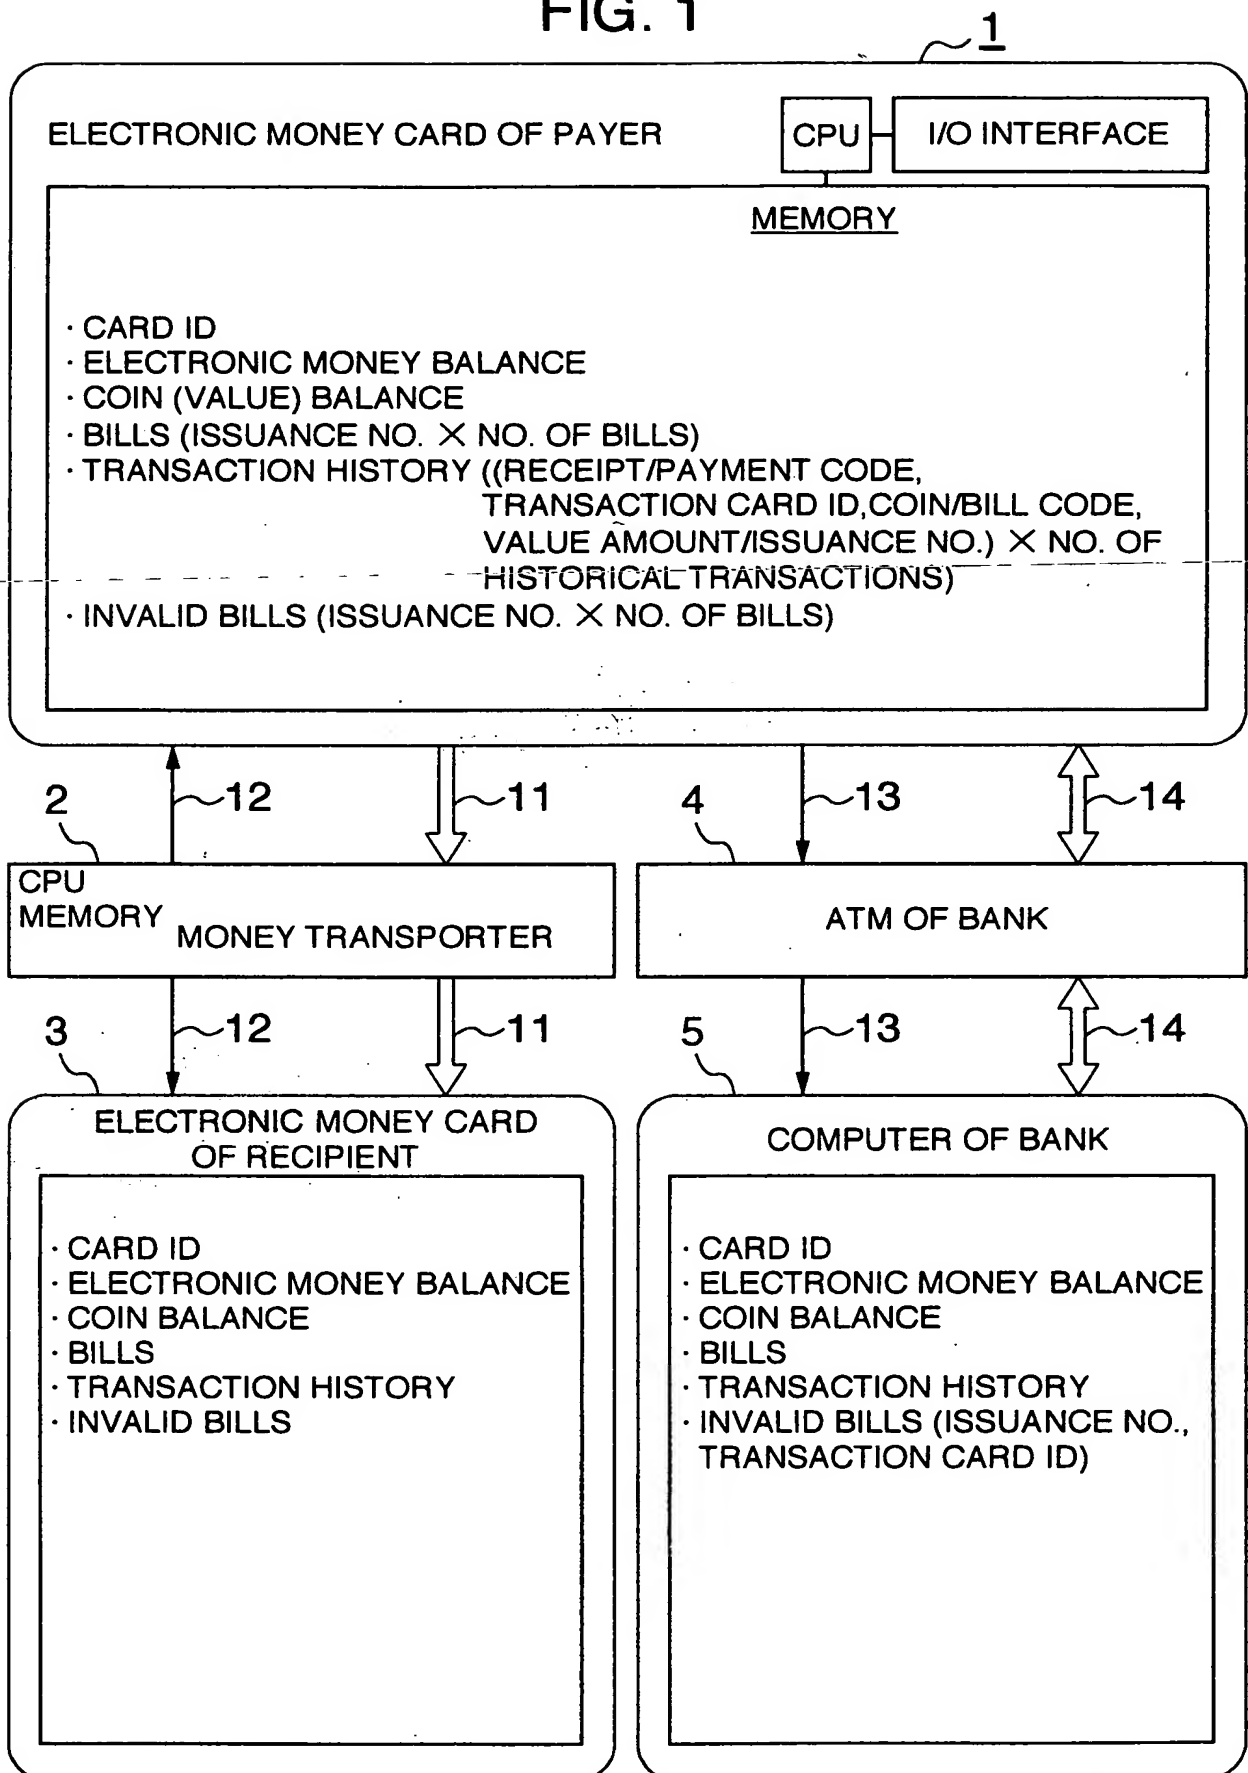 FIG. 1
1
ELECTRONIC MONEY CARD OF PAYER
CPU
I/O INTERFACE
MEMORY
· CARD ID
· ELECTRONIC MONEY BALANCE
· COIN (VALUE) BALANCE
· BILLS (ISSUANCE NO. X NO. OF BILLS)
· TRANSACTION HISTORY ((RECEIPT/PAYMENT CODE,
TRANSACTION CARD ID,COIN/BILL CODE,
VALUE AMOUNT/ISSUANCE NO.) X NO. OF
HISTORICAL TRANSACTIONS)
· INVALID BILLS (ISSUANCE NO. X NO. OF BILLS)
2
12
11
4
13
14
CPU
MEMORY
MONEY TRANSPORTER
ATM OF BANK
3
12
11
5
13
14
ELECTRONIC MONEY CARD
OF RECIPIENT
· CARD ID
· ELECTRONIC MONEY BALANCE
· COIN BALANCE
· BILLS
· TRANSACTION HISTORY
· INVALID BILLS
COMPUTER OF BANK
· CARD ID
· ELECTRONIC MONEY BALANCE
· COIN BALANCE
· BILLS
· TRANSACTION HISTORY
· INVALID BILLS (ISSUANCE NO.,
TRANSACTION CARD ID)